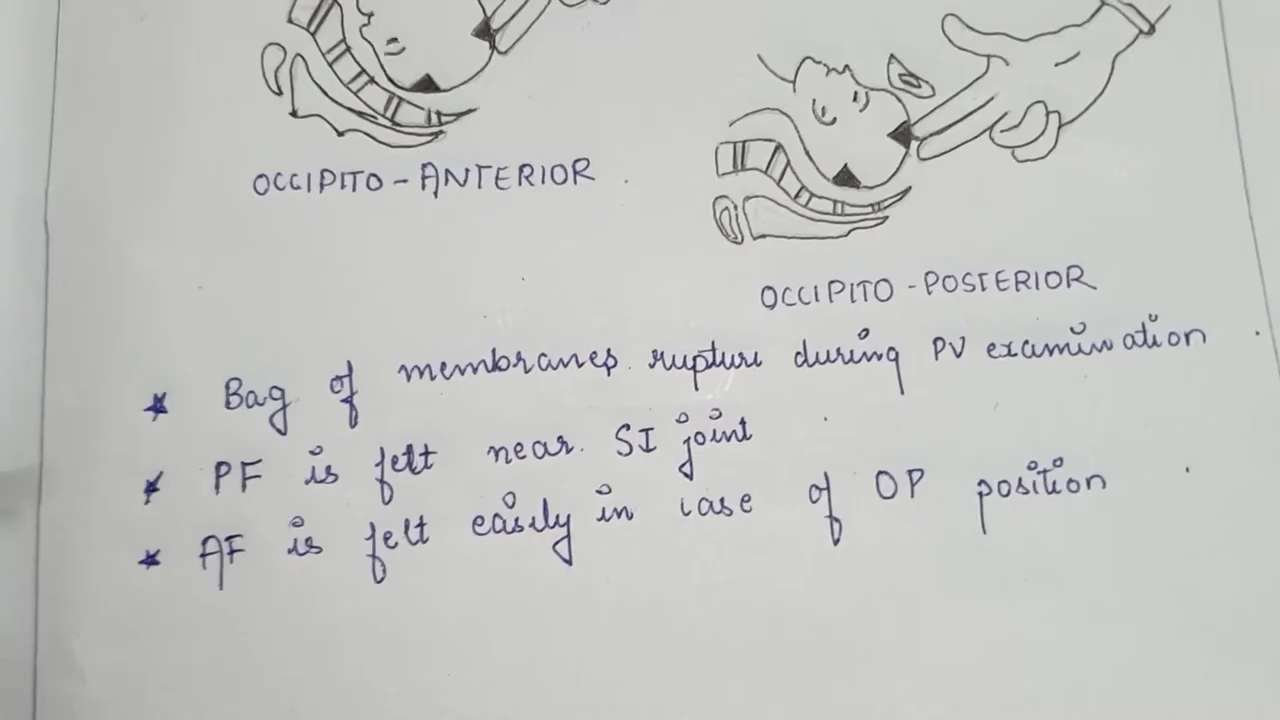 OCCIPITO - ANTERIOR
OCCIPITO - POSTERIOR
* Bag of membranes rupture during PV examination
* PF is felt near SI joint
* AF is felt easily in case of OP position